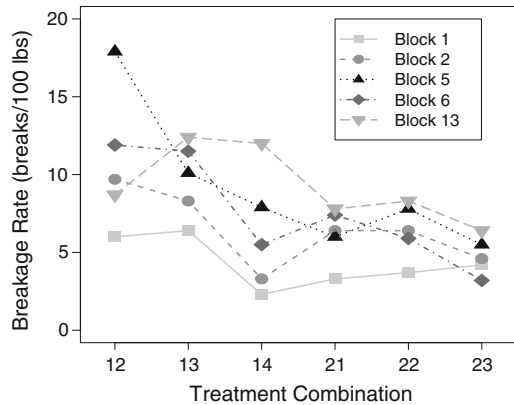 Breakage Rate (breaks/100 lbs)
20
15
10
5
0
Block 1
Block 2
Block 5
Block 6
Block 13
12 13 14 21 22 23
Treatment Combination